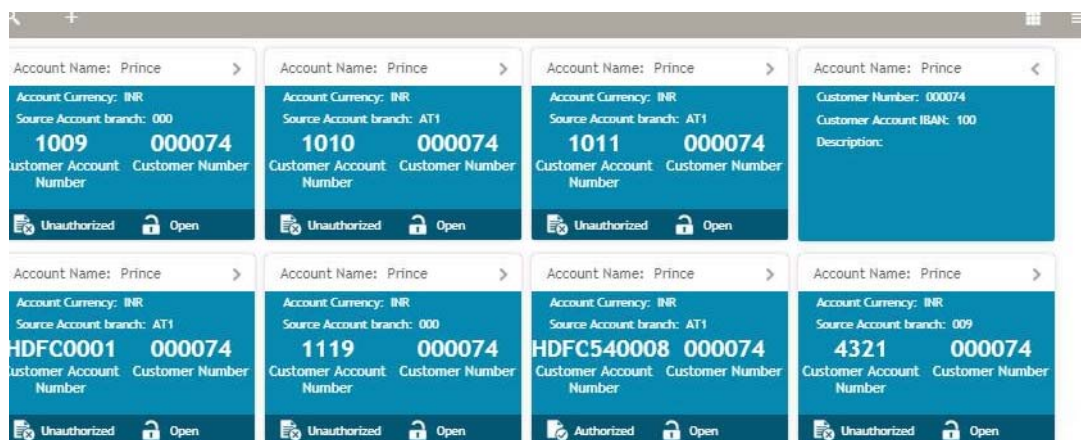 Account Name: Prince
Account Currency: INR
Source Account branch: 000
1009 000074
Customer Account Customer Number
Number
Unauthorized Open
Account Name: Prince
Account Currency: INR
Source Account branch: AT1
1010 000074
Customer Account Customer Number
Number
Unauthorized Open
Account Name: Prince
Account Currency: INR
Source Account branch: AT1
1011 000074
Customer Account Customer Number
Number
Unauthorized Open
Account Name: Prince
Customer Number: 000074
Customer Account IBAN: 100
Description:
Account Name: Prince
Account Currency: INR
Source Account branch: AT1
HDFC0001 000074
Customer Account Customer Number
Number
Unauthorized Open
Account Name: Prince
Account Currency: INR
Source Account branch: 000
1119 000074
Customer Account Customer Number
Number
Unauthorized Open
Account Name: Prince
Account Currency: INR
Source Account branch: AT1
HDFC540008 000074
Customer Account Customer Number
Number
Authorized Open
Account Name: Prince
Account Currency: INR
Source Account branch: 009
4321 000074
Customer Account Customer Number
Number
Unauthorized Open